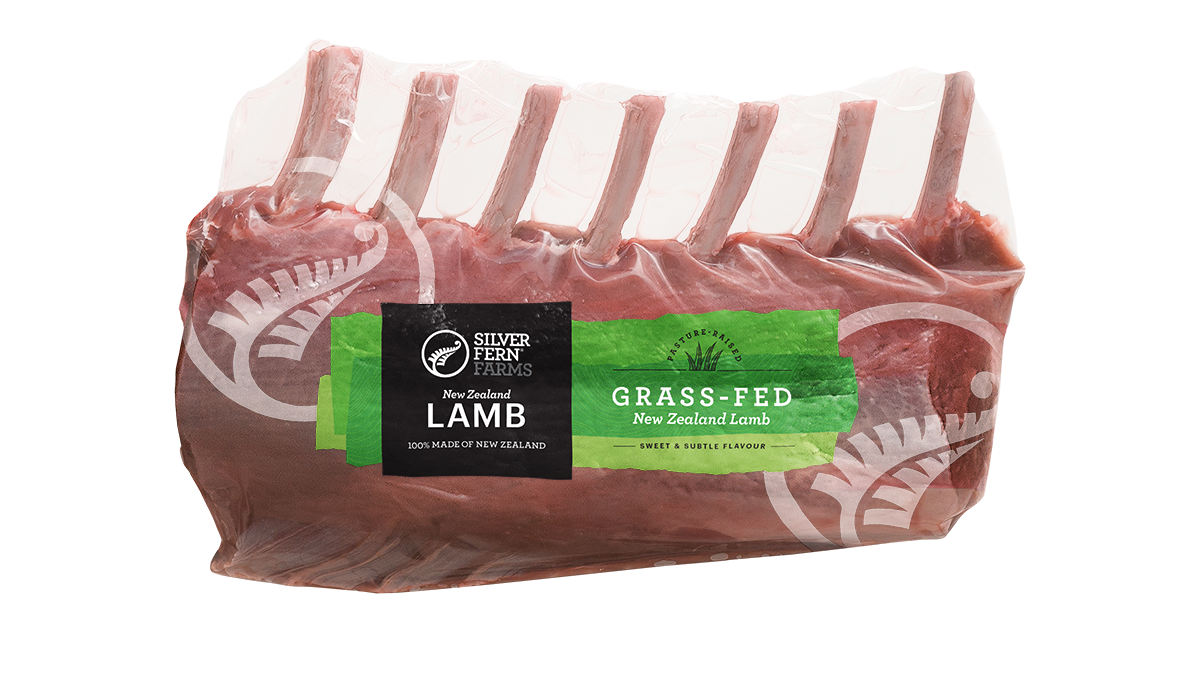 SILVER
FERN®
FARMS
New Zealand
LAMB
100% MADE OF NEW ZEALAND
PASTURE-RAISED
GRASS-FED
New Zealand Lamb
SWEET & SUBTLE FLAVOUR